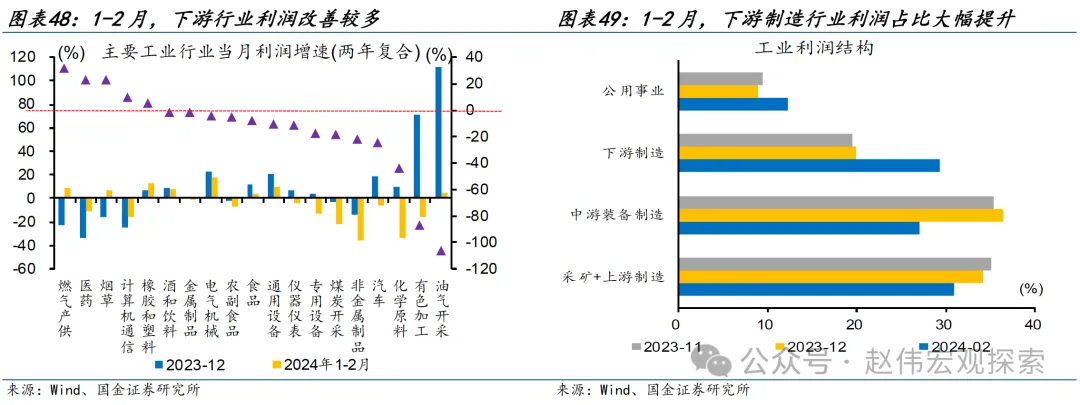 图表48：1-2月，下游行业利润改善较多
(%)
主要工业行业当月利润增速(两年复合)
(%)
120
100
80
60
40
20
0
-20
-40
-60
40
20
0
-20
-40
-60
-80
-100
-120
燃气产供
医药
烟草
计算机通信
橡胶和塑料
酒和饮料
金属制品
电气机械
农副食品
食品
通用设备
仪器仪表
专用设备
煤炭开采
非金属制品
汽车
化学原料
有色加工
油气开采
2023-12
2024年1-2月
来源：Wind、国金证券研究所
图表49：1-2月，下游制造行业利润占比大幅提升
工业利润结构
公用事业
下游制造
中游装备制造
采矿+上游制造
(%)
0
10
20
30
40
2023-11
2023-12
2024-02
公众号·赵伟宏观探索
来源：Wind、国金证券研究所